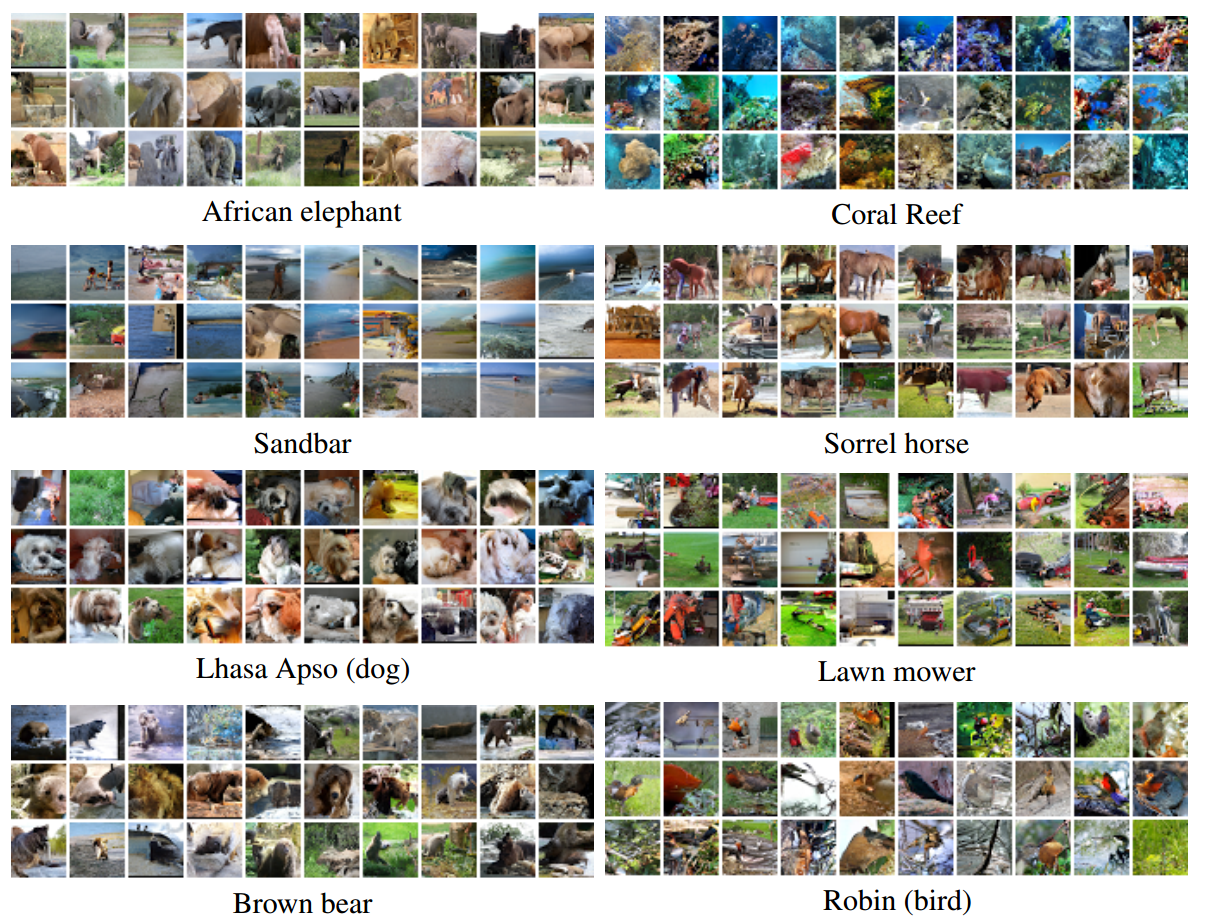 African elephant
Coral Reef
Sandbar
Sorrel horse
Lhasa Apso (dog)
Lawn mower
Brown bear
Robin (bird)